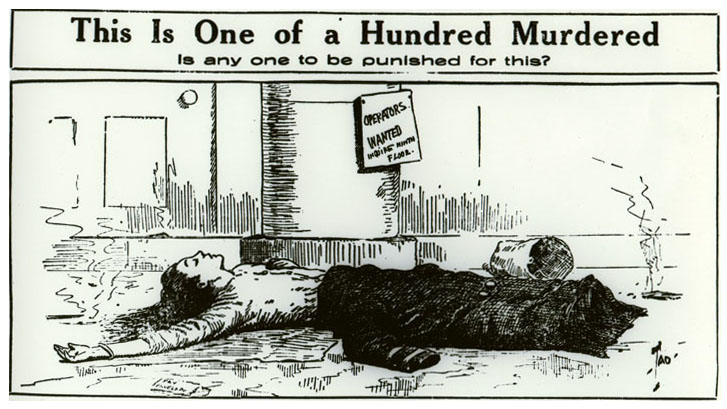 This Is One of a Hundred Murdered
Is any one to be punished for this?
OPERATORS.
WANTED
INQUIRE NINTH
FLOOR.
TAD